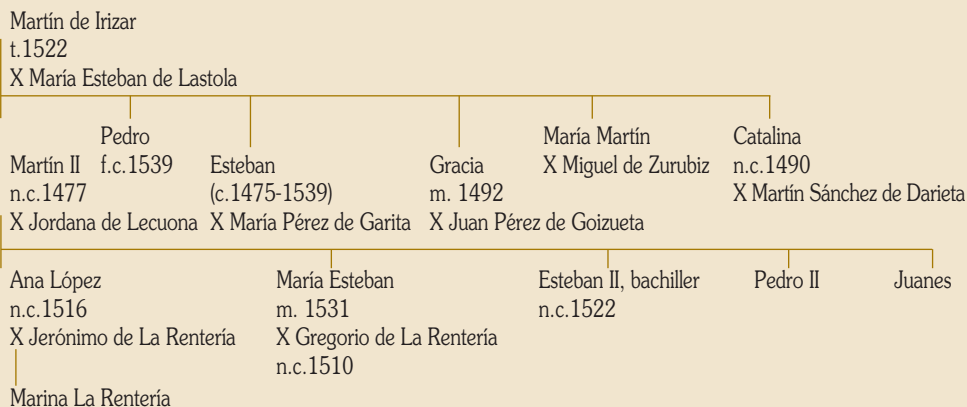 Martín de Irizar
t.1522
X María Esteban de Lastola
Pedro
f.c.1539
María Martín
X Miguel de Zurubiz
Catalina
n.c.1490
X Martín Sánchez de Darieta
Martín II
n.c.1477
X Jordana de Lecuona
Esteban
(c.1475-1539)
X María Pérez de Garita
Gracia
m. 1492
X Juan Pérez de Goizueta
Ana López
n.c.1516
X Jerónimo de La Rentería
María Esteban
m. 1531
X Gregorio de La Rentería
n.c.1510
Esteban II, bachiller
n.c.1522
Pedro II
Juanes
Marina La Rentería